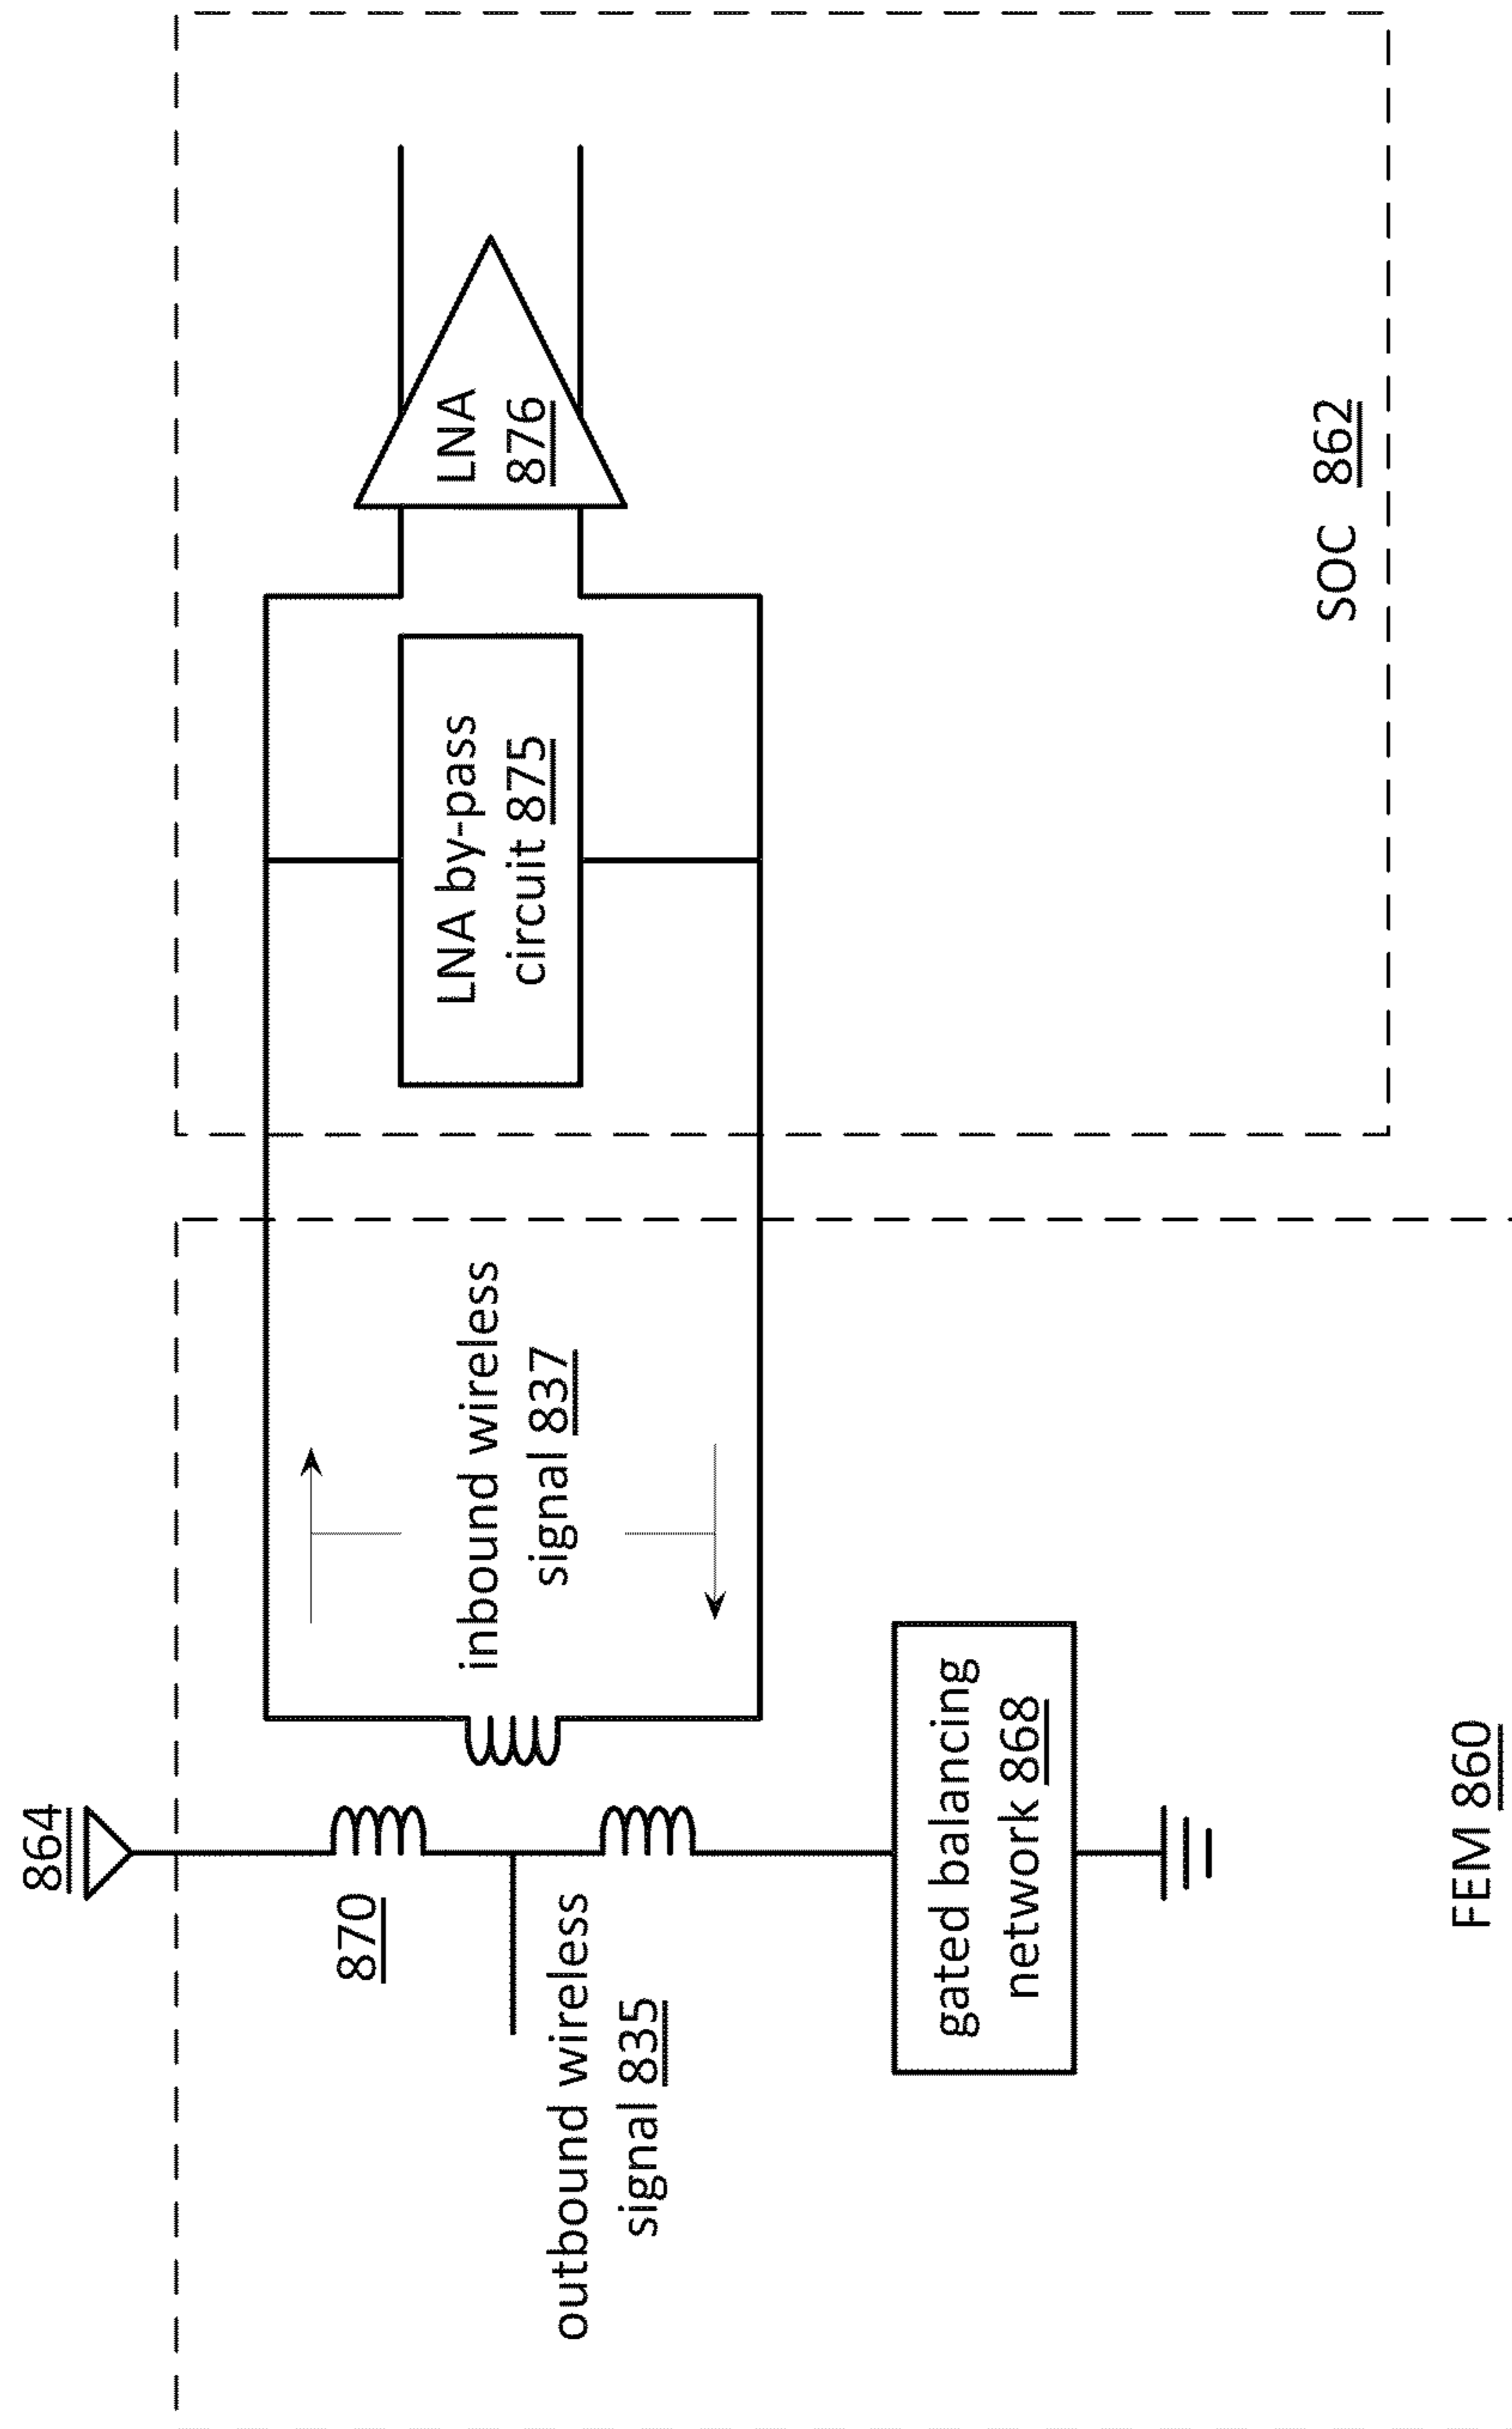 864
870
outbound wireless
signal 835
inbound wireless
signal 837
gated balancing
network 868
FEM 860
LNA by-pass
circuit 875
LNA
876
SOC 862